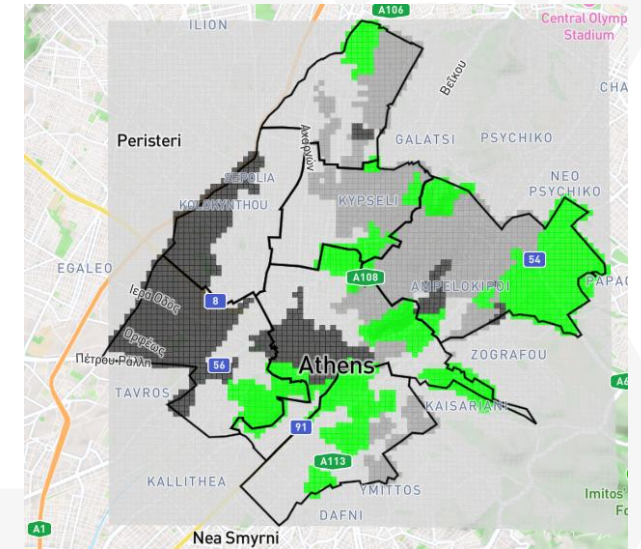 A106
ILION
Central Olymp
Stadium
Βεΐκου
CHA
Αχαρνών
Peristeri
GALATSI
PSYCHIKO
SEPOLIA
NEO
PSYCHIKO
KOLOKYNTHOU
KYPSELI
EGALEO
54
A108
AMPELOKIPOI
PAPAG
Ιερά Οδός
8
Ορφέως
Πέτρου Ράλλη
56
Athens
ZOGRAFOU
A6
TAVROS
KAISARIANI
91
A113
KALLITHEA
YMITTOS
Imitos
Fo
DAFNI
A1
Nea Smyrni